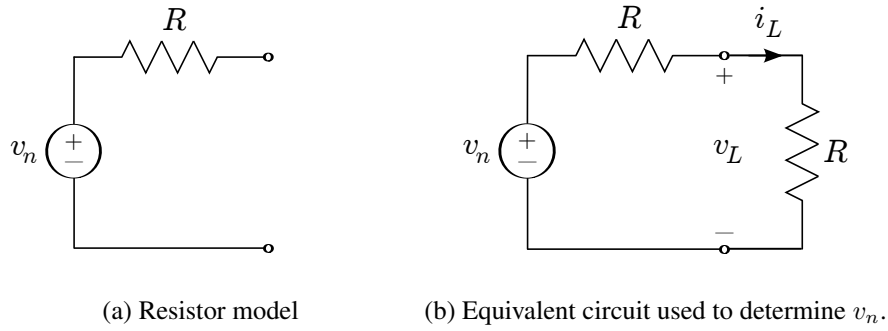 R
+
v_n
−
(a) Resistor model
R
i_L
+
+
v_n
−
v_L
R
−
(b) Equivalent circuit used to determine v_n.